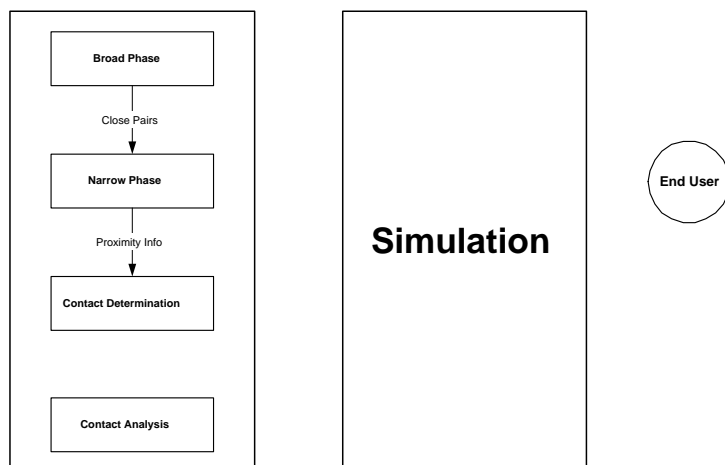 Broad Phase
Close Pairs
Narrow Phase
Proximity Info
Contact Determination
Contact Analysis
Simulation
End User